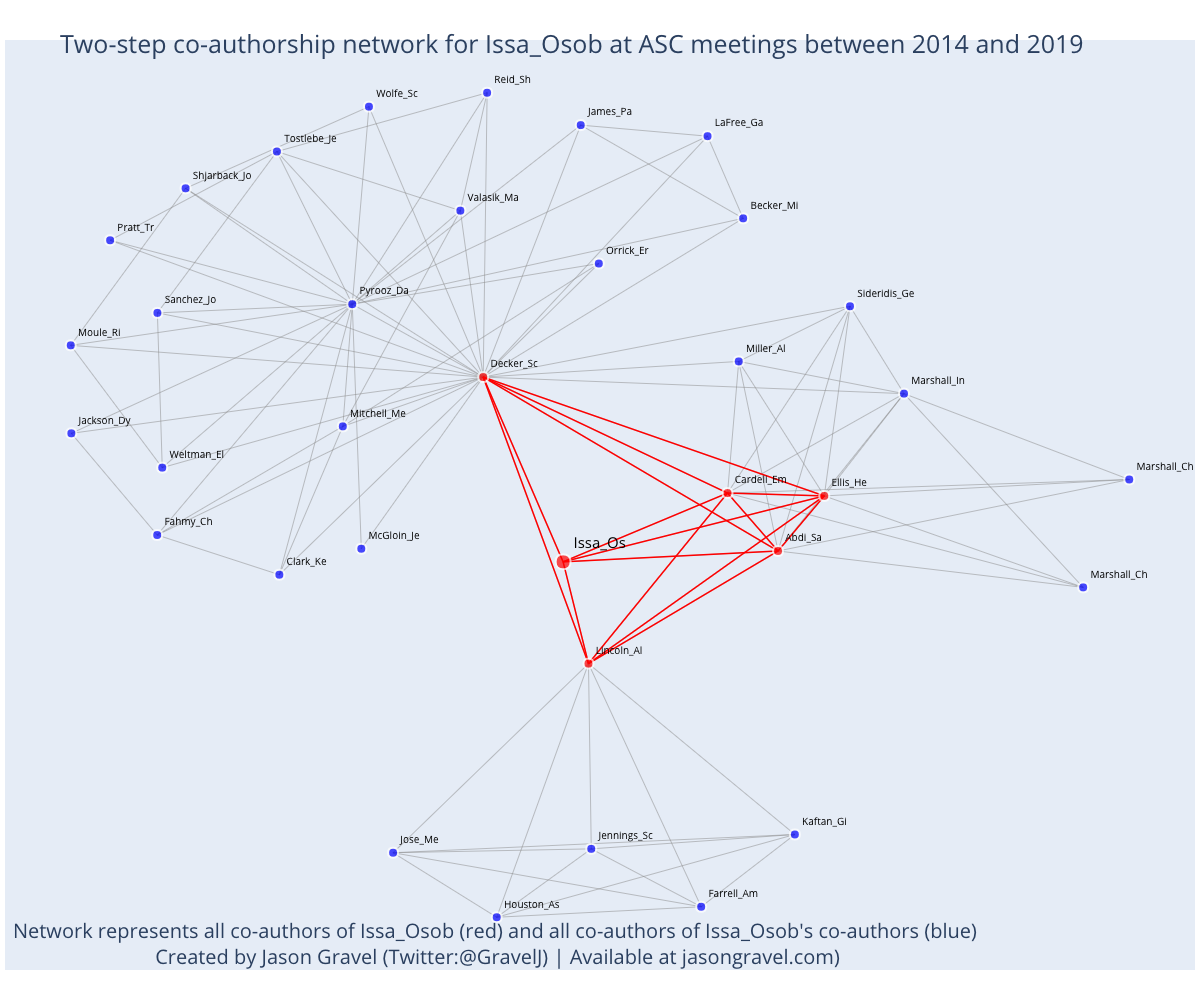 Two-step co-authorship network for Issa_Osob at ASC meetings between 2014 and 2019
Reid_Sh
Wolfe_Sc
James_Pa
LaFree_Ga
Tostlebe_Je
Shjarback_Jo
Valasik_Ma
Becker_Mi
Pratt_Tr
Orrick_Er
Pyrooz_Da
Sideridis_Ge
Sanchez_Jo
Moule_Ri
Miller_Al
Decker_Sc
Marshall_In
Mitchell_Me
Jackson_Dy
Weltman_El
Marshall_Ch
Cardeli_Em
Ellis_He
Fahmy_Ch
McGloin_Je
Abdi_Sa
Issa_Os
Clark_Ke
Marshall_Ch
Lincoln_Al
Kaftan_Gi
Jennings_Sc
Jose_Me
Farrell_Am
Houston_As
Network represents all co-authors of Issa_Osob (red) and all co-authors of Issa_Osob's co-authors (blue)
Created by Jason Gravel (Twitter:@GravelJ) | Available at jasongravel.com)